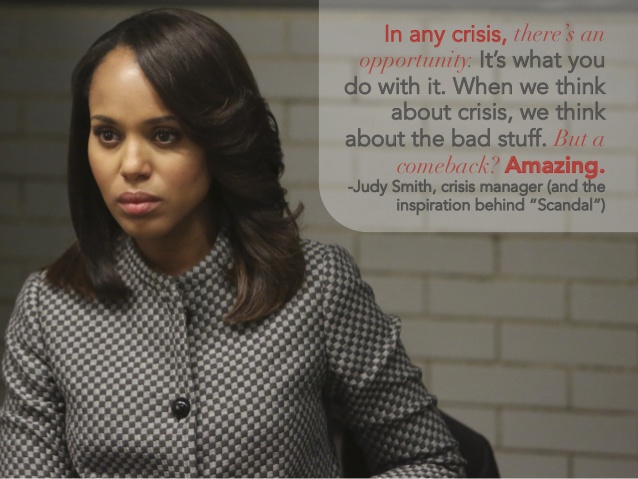 In any crisis, there's an
opportunity. It's what you
do with it. When we think
about crisis, we think
about the bad stuff. But a
comeback? Amazing.
-Judy Smith, crisis manager (and the
inspiration behind “Scandal”)